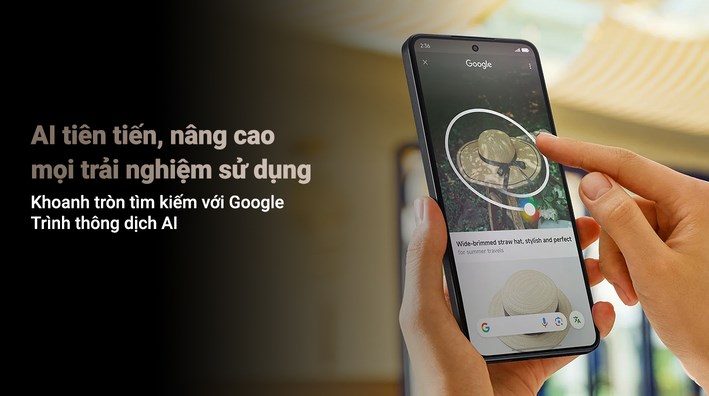 AI tiên tiến, nâng cao
mọi trải nghiệm sử dụng
Khoanh tròn tìm kiếm với Google
Trình thông dịch AI
2:36
Google
Wide-brimmed straw hat, stylish and perfect
for summer travels